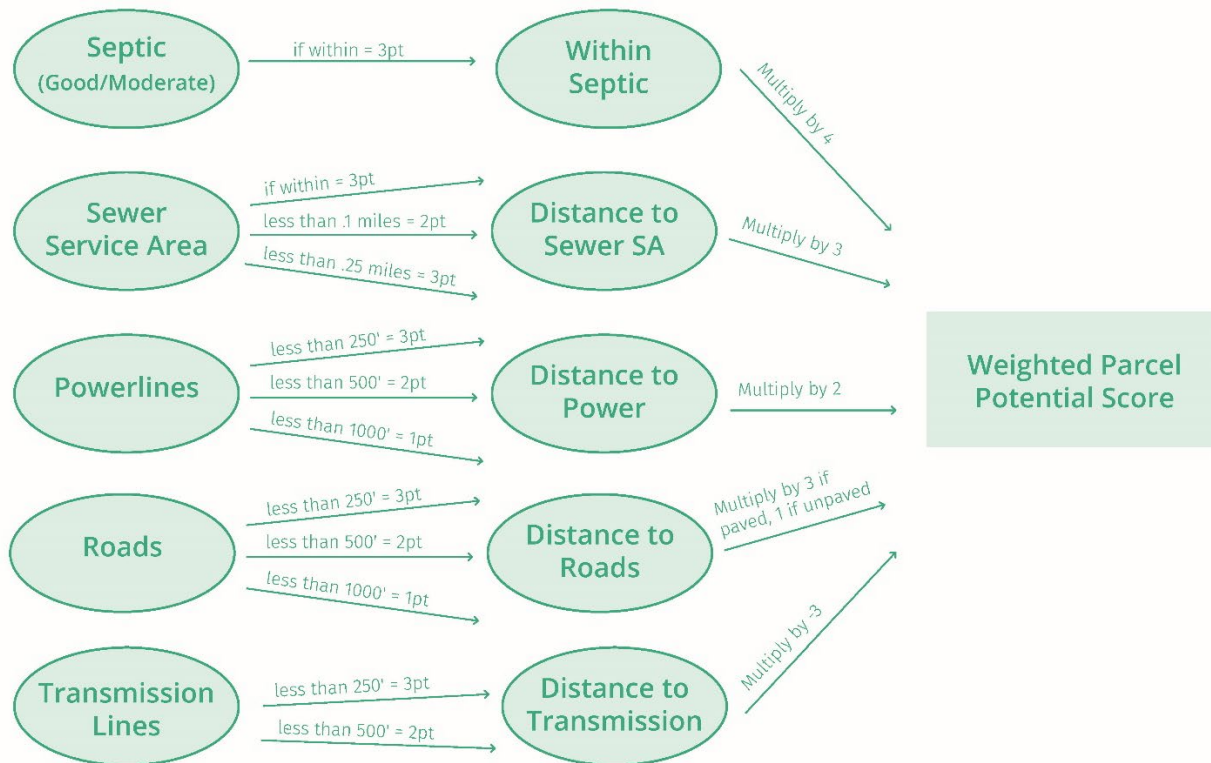 Septic
(Good/Moderate)
if within = 3pt
Within
Septic
Multiply by 4
Sewer
Service Area
if within = 3pt
less than .1 miles = 2pt
less than .25 miles = 3pt
Distance to
Sewer SA
Multiply by 3
Powerlines
less than 250' = 3pt
less than 500' = 2pt
less than 1000' = 1pt
Distance to
Power
Multiply by 2
Weighted Parcel
Potential Score
Roads
less than 250' = 3pt
less than 500' = 2pt
less than 1000' = 1pt
Distance to
Roads
Multiply by 3 if
paved, 1 if unpaved
Transmission
Lines
less than 250' = 3pt
less than 500' = 2pt
Distance to
Transmission
Multiply by -3